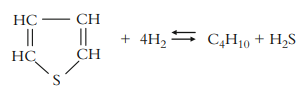 HC CH
HC CH + 4H₂ ⇌ C₄H₁₀ + H₂S
S